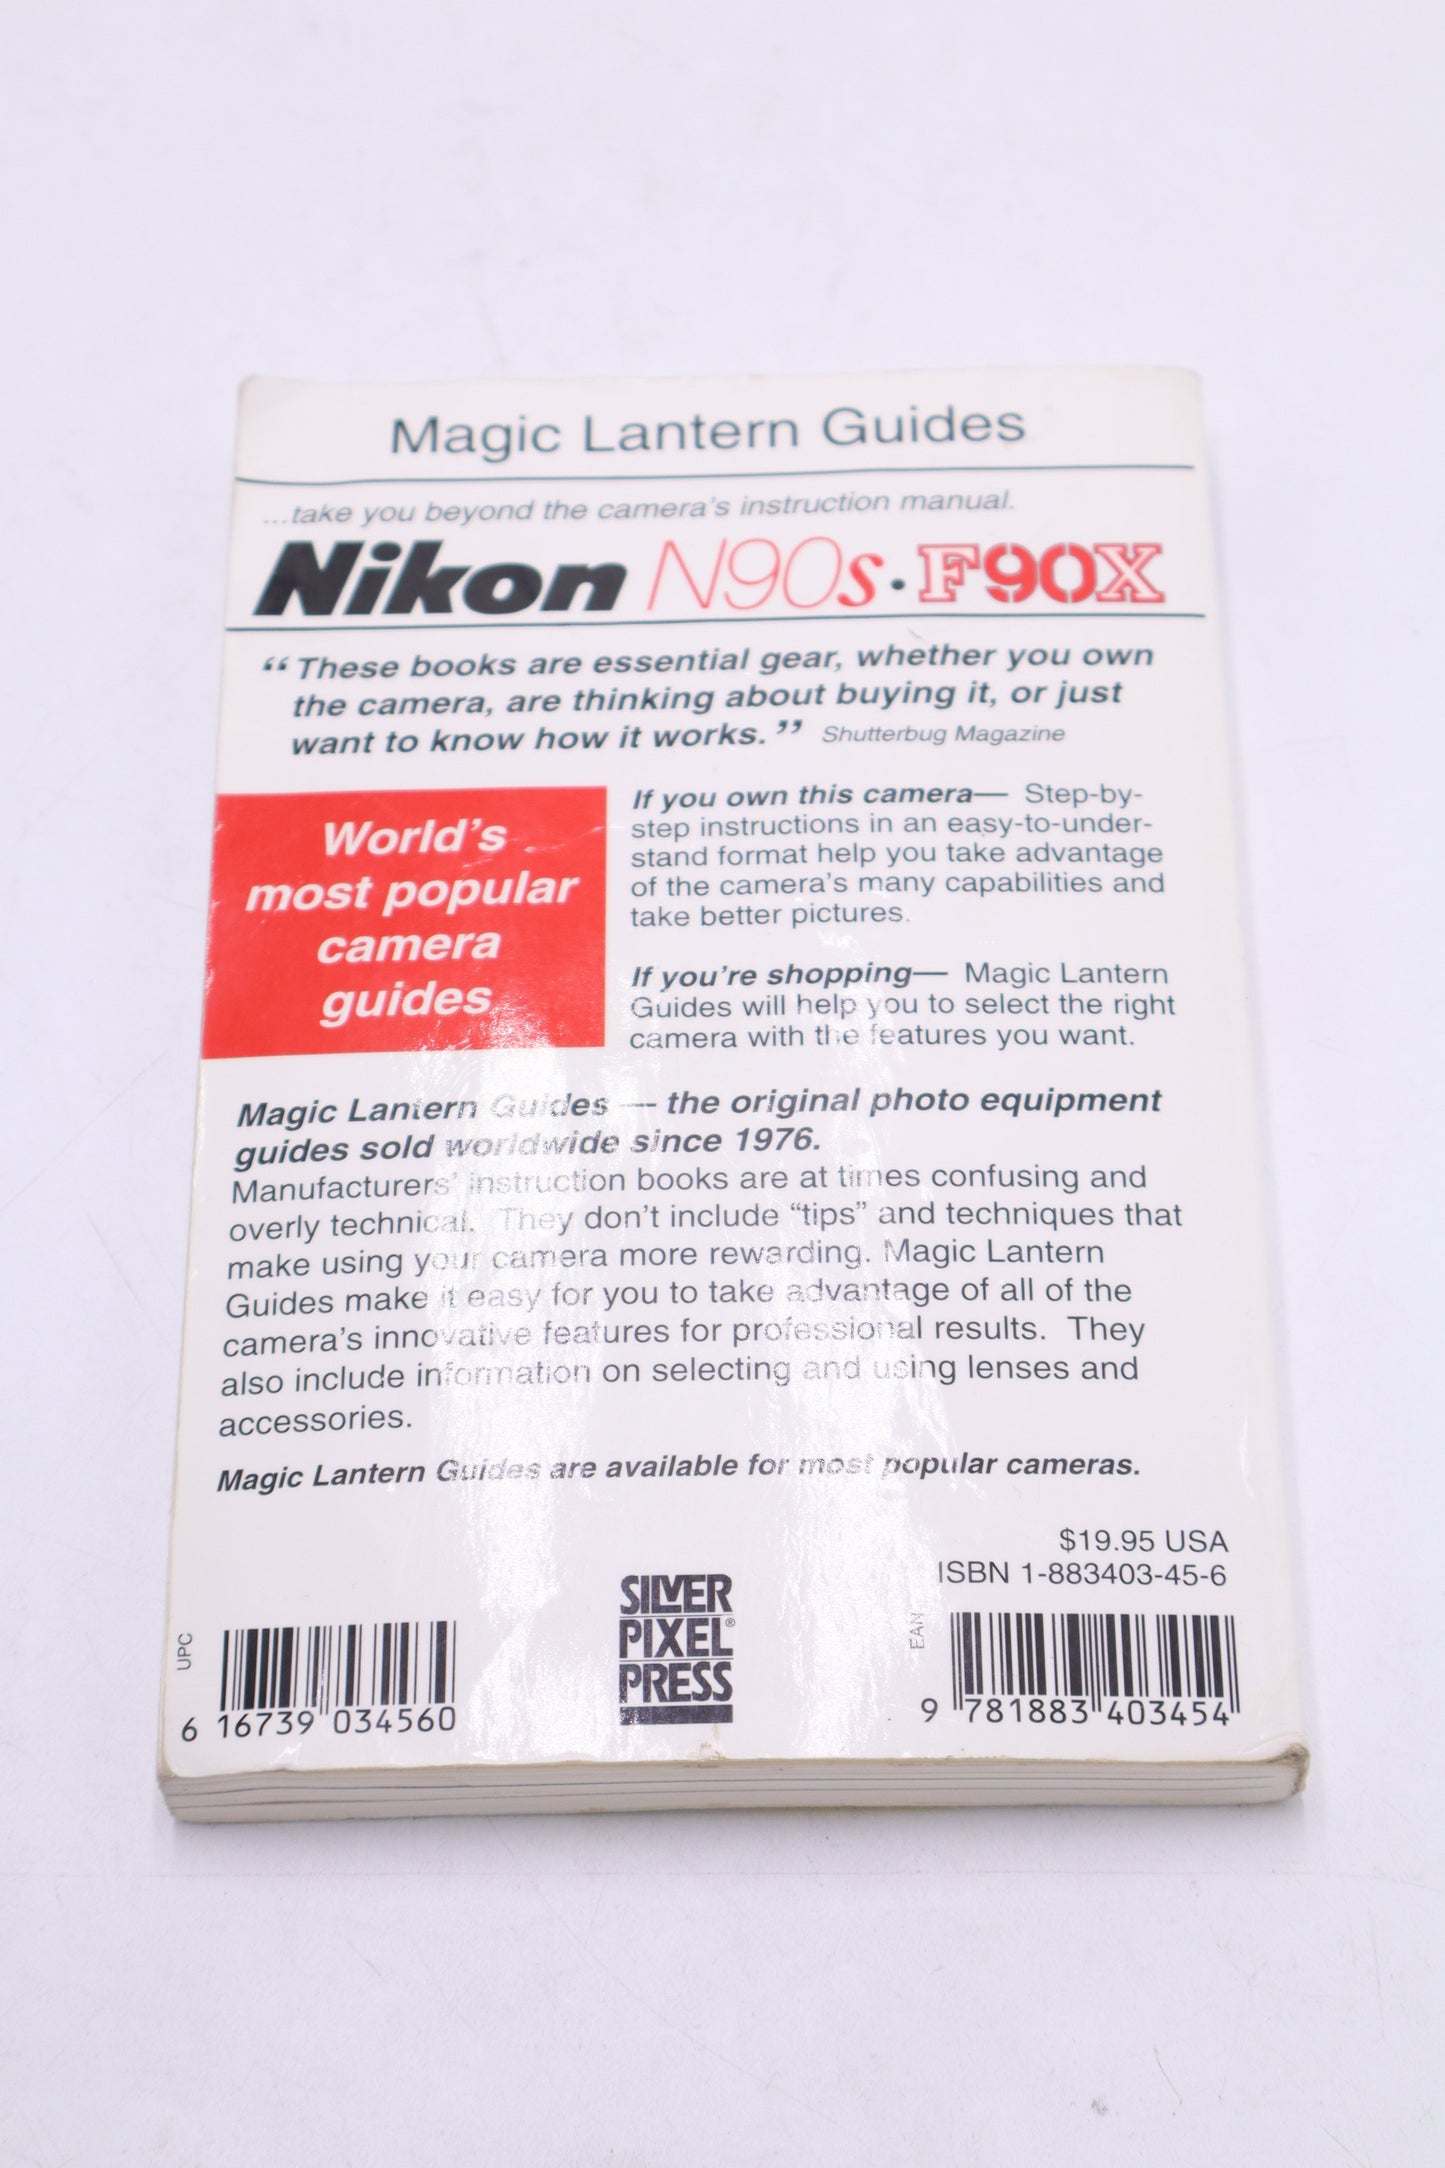 Magic Lantern Guides
...take you beyond the camera's instruction manual.
Nikon N90s · F90X
“These books are essential gear, whether you own
the camera, are thinking about buying it, or just
want to know how it works.” Shutterbug Magazine
World's
most popular
camera
guides
If you own this camera— Step-by-
step instructions in an easy-to-under-
stand format help you take advantage
of the camera's many capabilities and
take better pictures.
If you're shopping— Magic Lantern
Guides will help you to select the right
camera with the features you want.
Magic Lantern Guides — the original photo equipment
guides sold worldwide since 1976.
Manufacturers' instruction books are at times confusing and
overly technical. They don't include “tips” and techniques that
make using your camera more rewarding. Magic Lantern
Guides make it easy for you to take advantage of all of the
camera's innovative features for professional results. They
also include information on selecting and using lenses and
accessories.
Magic Lantern Guides are available for most popular cameras.
$19.95 USA
ISBN 1-883403-45-6
UPC
6 16739 034560
SILVER
PIXEL®
PRESS
EAN
9 781883 403454